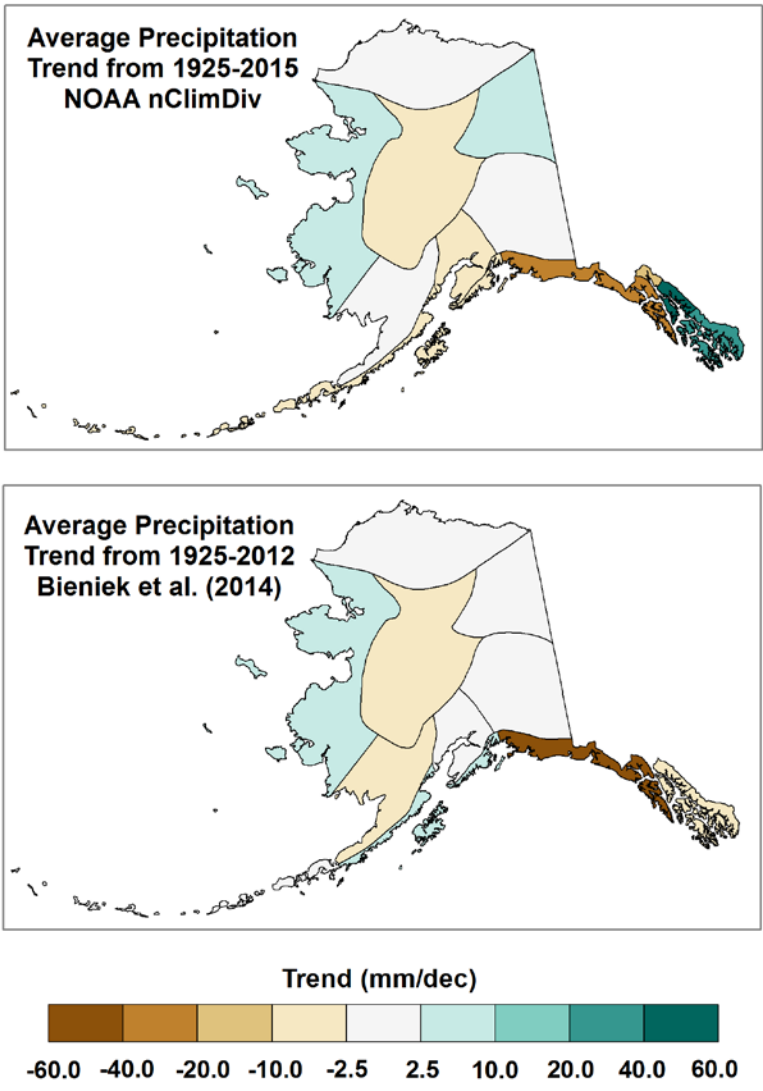 Average Precipitation
Trend from 1925-2015
NOAA nClimDiv
Average Precipitation
Trend from 1925-2012
Bieniek et al. (2014)
Trend (mm/dec)
-60.0 -40.0 -20.0 -10.0 -2.5 2.5 10.0 20.0 40.0 60.0